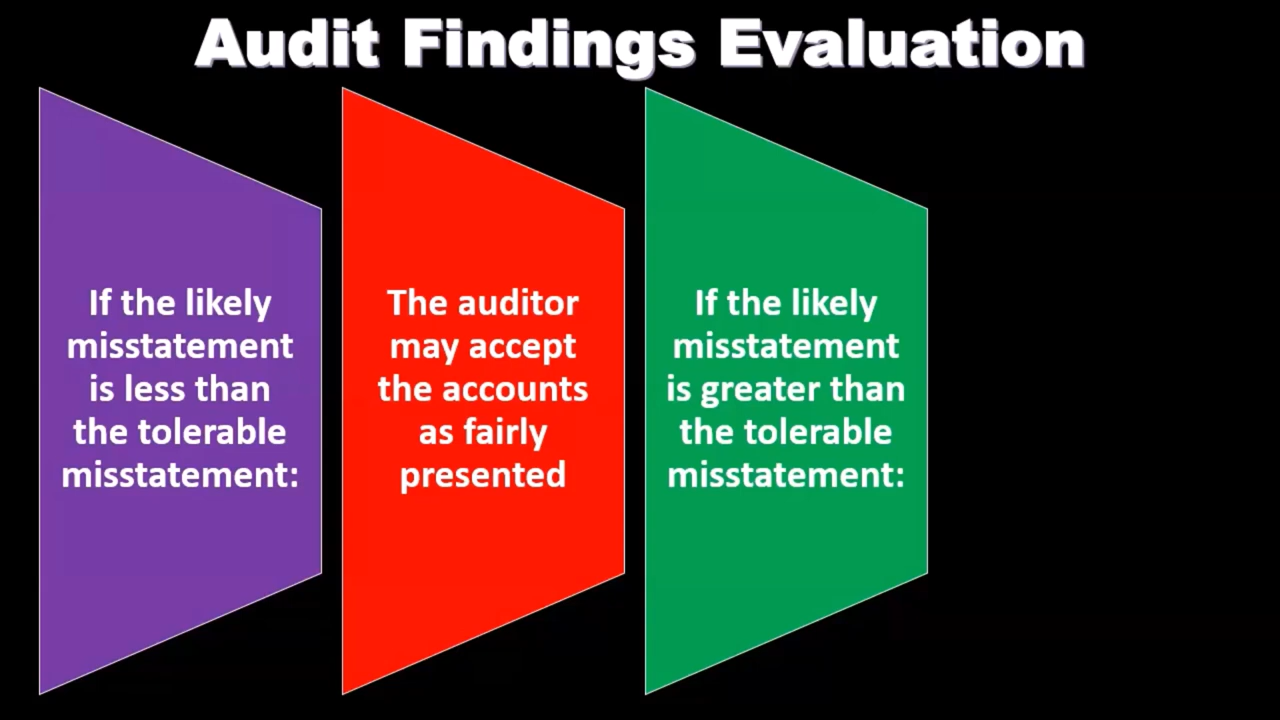 Audit Findings Evaluation
If the likely
misstatement
is less than
the tolerable
misstatement:
The auditor
may accept
the accounts
as fairly
presented
If the likely
misstatement
is greater than
the tolerable
misstatement: